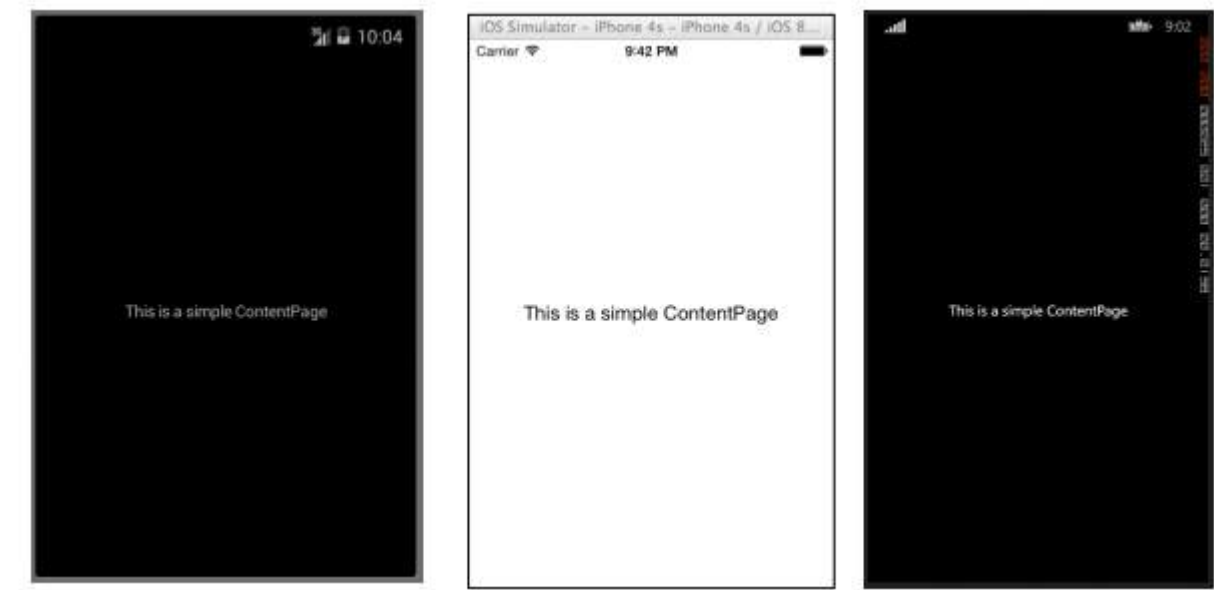 10:04
This is a simple ContentPage
iOS Simulator – iPhone 4s – iPhone 4s / iOS 8....
Carrier
9:42 PM
This is a simple ContentPage
9:02
This is a simple ContentPage